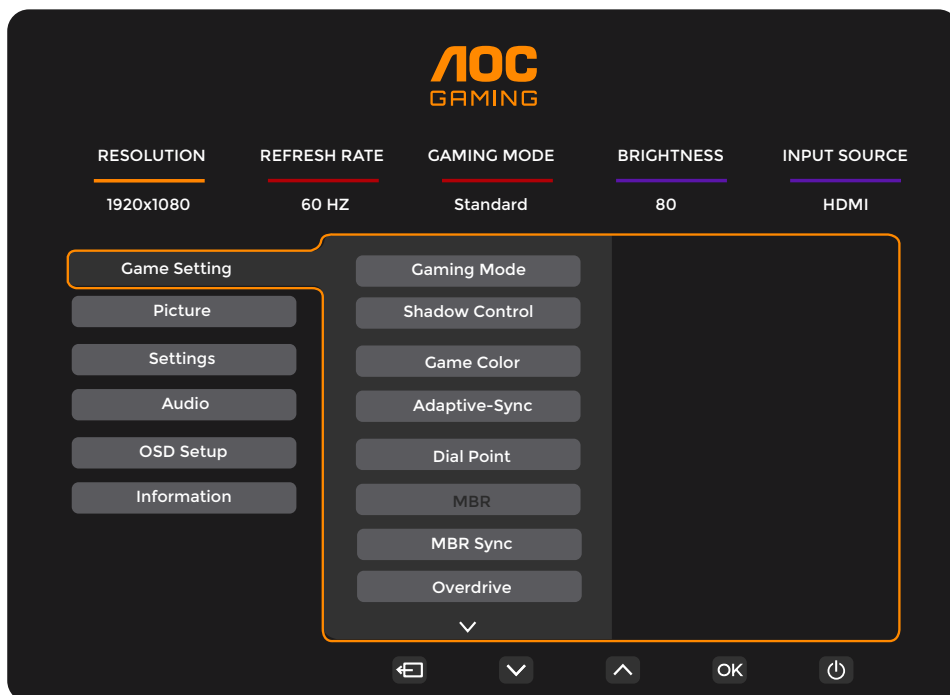 AOC
GAMING
RESOLUTION REFRESH RATE GAMING MODE BRIGHTNESS INPUT SOURCE
1920x1080 60 HZ Standard 80 HDMI
Game Setting
Picture
Settings
Audio
OSD Setup
Information
Gaming Mode
Shadow Control
Game Color
Adaptive-Sync
Dial Point
MBR
MBR Sync
Overdrive
OK